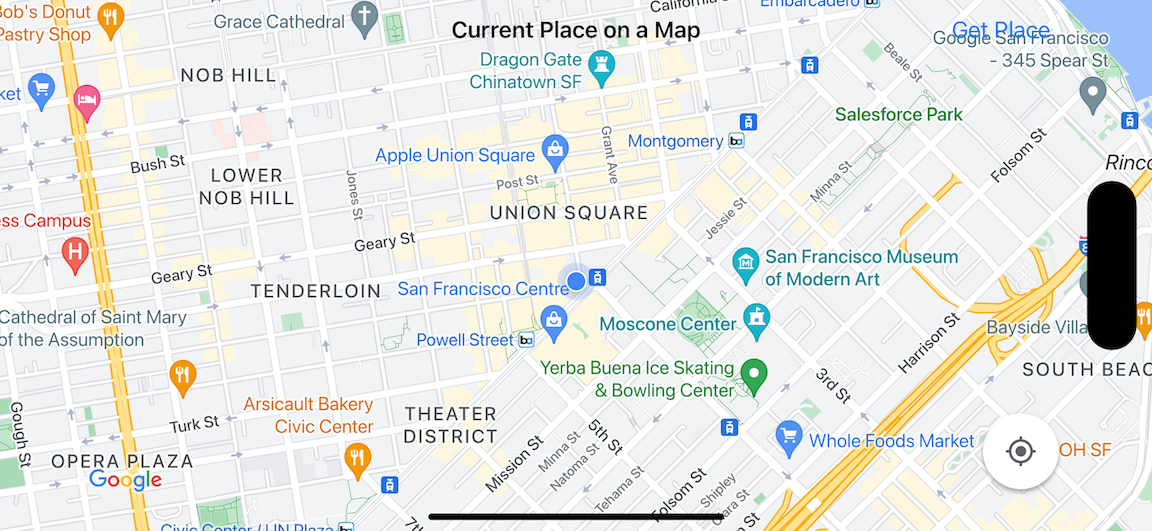 Bob's Donut
Pastry Shop
Grace Cathedral
California
Embarcadero
Current Place on a Map
Get Place
Google San Francisco
- 345 Spear St
NOB HILL
Dragon Gate
Chinatown SF
Beale St
ket
Salesforce Park
Montgomery
Grant Ave
Folsom St
Bush St
Apple Union Square
Rinco
LOWER
NOB HILL
Jones St
Post St
Minna St
UNION SQUARE
Jessie St
ess Campus
H
Geary St
Geary St
San Francisco Museum
of Modern Art
TENDERLOIN
San Francisco Centre
Cathedral of Saint Mary
of the Assumption
Moscone Center
Powell Street
Bayside Villa
Harrison St
Yerba Buena Ice Skating
& Bowling Center
SOUTH BEAC
3rd St
Arsicault Bakery
Civic Center
THEATER
DISTRICT
Turk St
Gough St
5th St
Whole Foods Market
OH SF
Mission St
Minna St
Natoma St
OPERA PLAZA
Google
Tehama St
Folsom St
Shipley
Clara St
n St
7th
Civic Center / UN Plaza